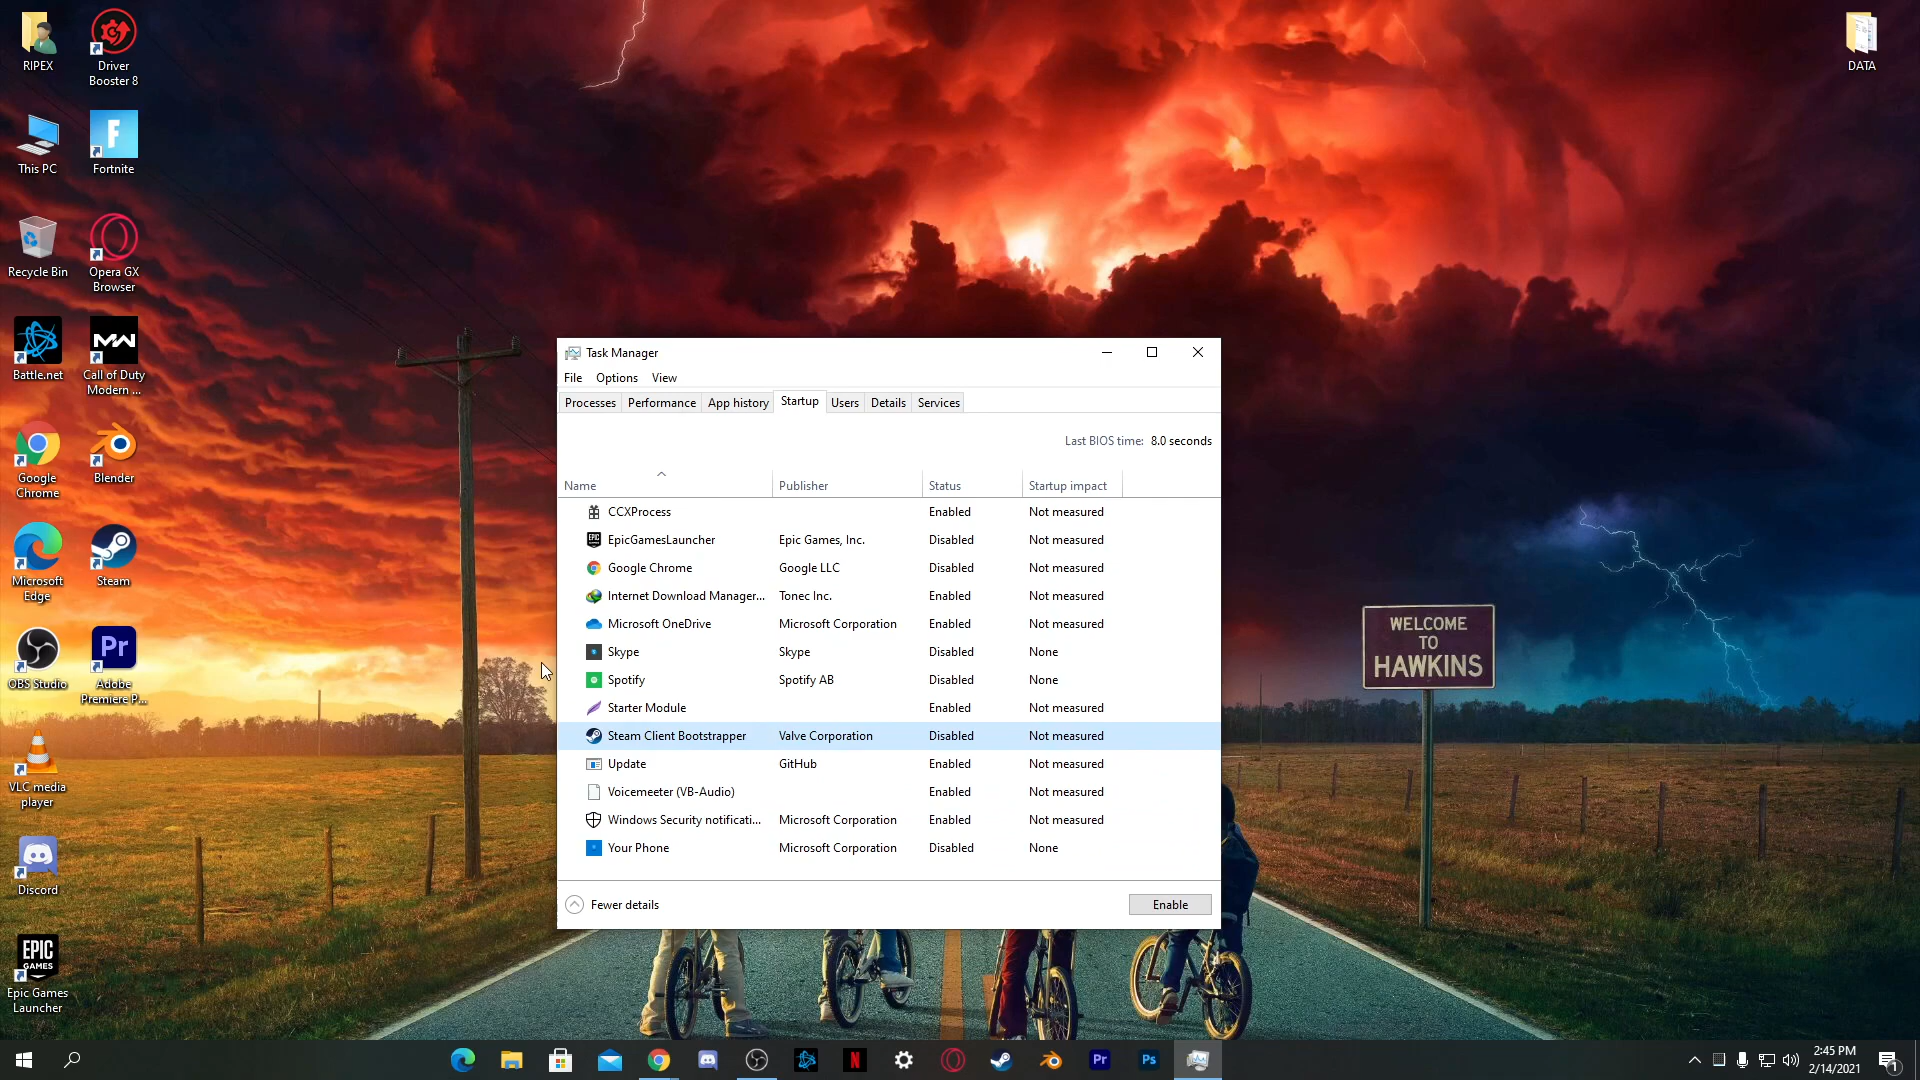 RIPEX
Driver
Booster 8
DATA
This PC
F
Fortnite
Recycle Bin
Opera GX
Browser
Battle.net
MW
Call of Duty
Modern ...
Google
Chrome
Blender
Microsoft
Edge
Steam
OBS Studio
Pr
Adobe
Premiere P...
VLC media
player
Discord
EPIC
GAMES
Epic Games
Launcher
Task Manager
File Options View
Processes Performance App history Startup Users Details Services
Last BIOS time: 8.0 seconds
Name Publisher Status Startup impact
CCXProcess Enabled Not measured
EpicGamesLauncher Epic Games, Inc. Disabled Not measured
Google Chrome Google LLC Disabled Not measured
Internet Download Manager... Tonec Inc. Enabled Not measured
Microsoft OneDrive Microsoft Corporation Enabled Not measured
Skype Skype Disabled None
Spotify Spotify AB Disabled None
Starter Module Enabled Not measured
Steam Client Bootstrapper Valve Corporation Disabled Not measured
Update GitHub Enabled Not measured
Voicemeeter (VB-Audio) Enabled Not measured
Windows Security notificati... Microsoft Corporation Enabled Not measured
Your Phone Microsoft Corporation Disabled None
Fewer details Enable
WELCOME
TO
HAWKINS
N
Pr
Ps
2:45 PM
2/14/2021
1